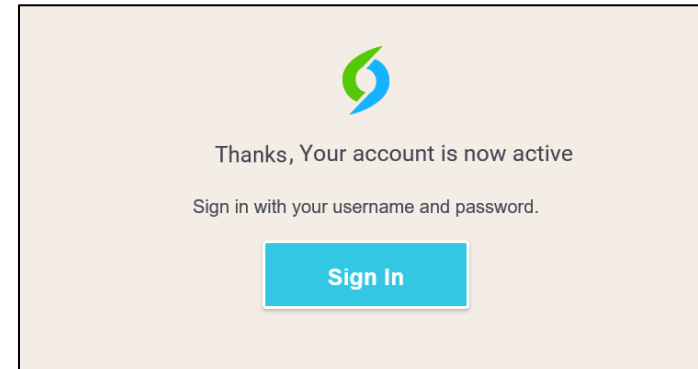 Thanks, Your account is now active
Sign in with your username and password.
Sign In